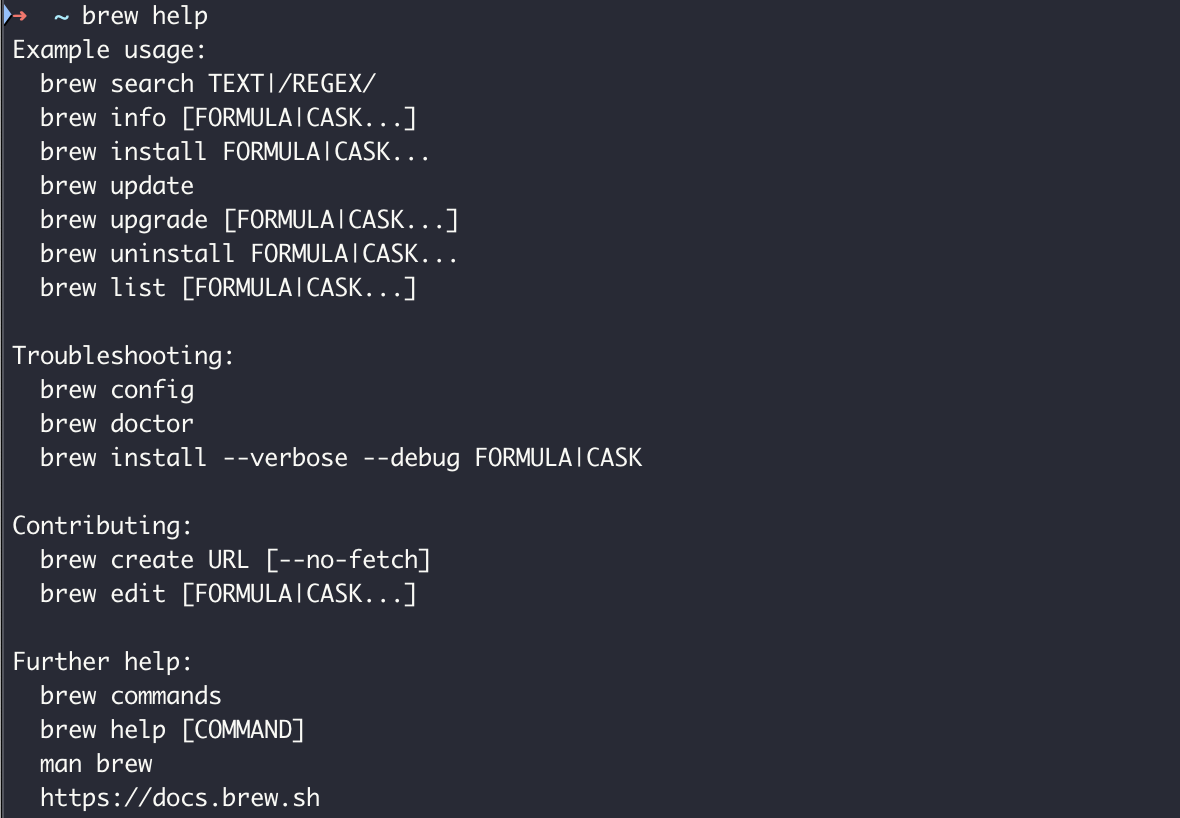 ➜  ~ brew help
Example usage:
  brew search TEXT|/REGEX/
  brew info [FORMULA|CASK...]
  brew install FORMULA|CASK...
  brew update
  brew upgrade [FORMULA|CASK...]
  brew uninstall FORMULA|CASK...
  brew list [FORMULA|CASK...]

Troubleshooting:
  brew config
  brew doctor
  brew install --verbose --debug FORMULA|CASK

Contributing:
  brew create URL [--no-fetch]
  brew edit [FORMULA|CASK...]

Further help:
  brew commands
  brew help [COMMAND]
  man brew
  https://docs.brew.sh